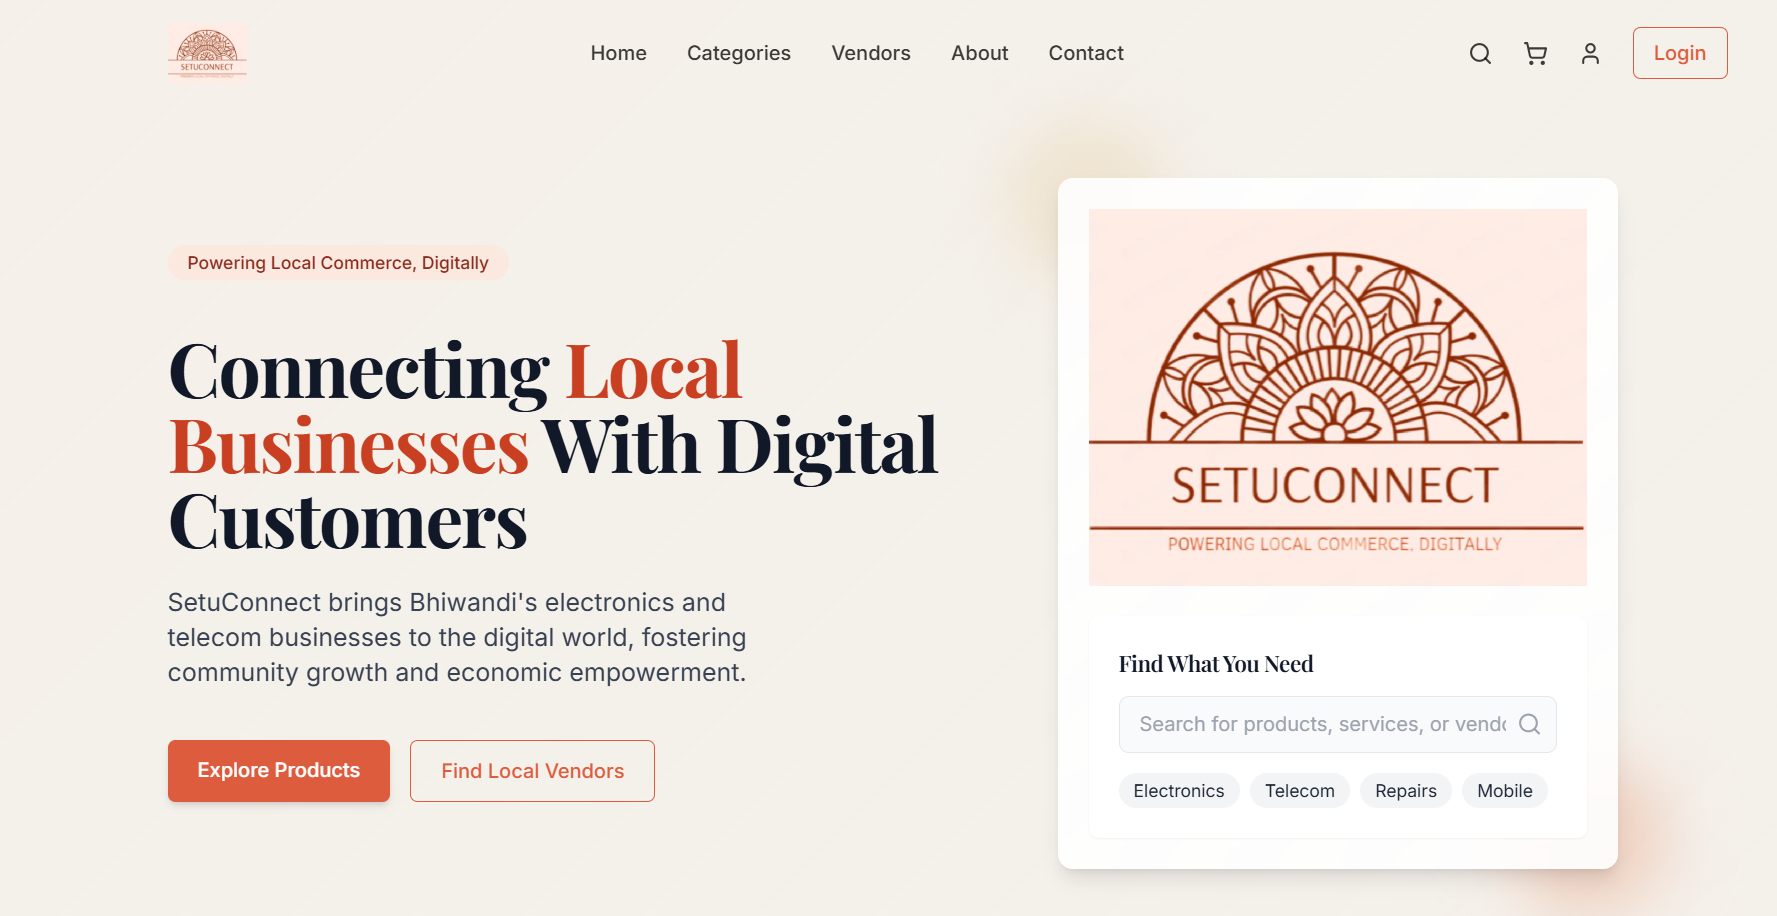 SETUCONNECT
Home
Categories
Vendors
About
Contact
Login
Powering Local Commerce, Digitally
Connecting Local
Businesses With Digital
Customers
SetuConnect brings Bhiwandi's electronics and
telecom businesses to the digital world, fostering
community growth and economic empowerment.
Explore Products
Find Local Vendors
SETUCONNECT
POWERING LOCAL COMMERCE, DIGITALLY
Find What You Need
Search for products, services, or vend
Electronics
Telecom
Repairs
Mobile